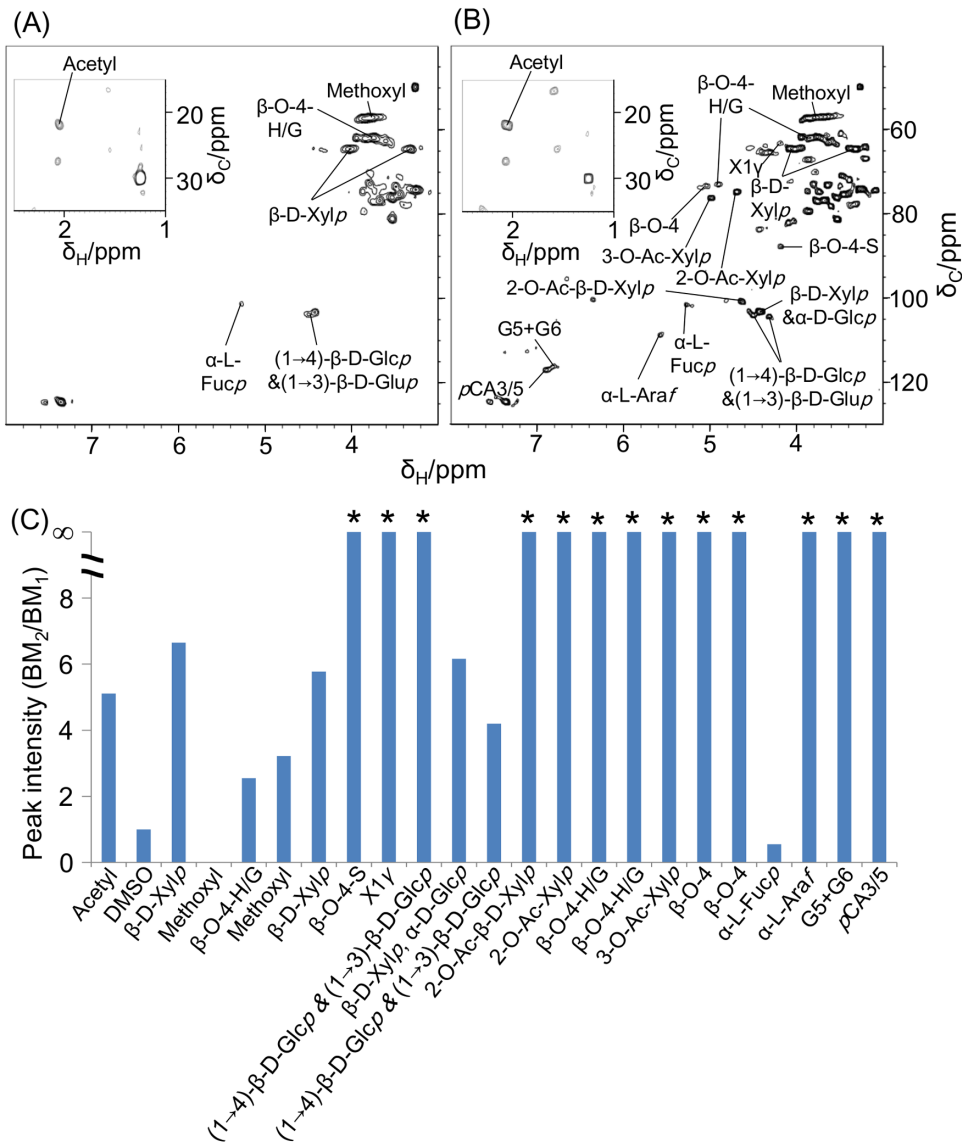 (A)
(B)
Acetyl
Methoxyl
β-O-4-
H/G
20
30
δC/ppm
2
1
δH/ppm
β-D-Xylp
α-L-
Fucp
(1→4)-β-D-Glcp
&(1→3)-β-D-Glup
7
6
5
4
Acetyl
β-O-4-
H/G
Methoxyl
20
30
δC/ppm
2
1
δH/ppm
X1γ
β-D-
Xylp
β-O-4
3-O-Ac-Xylp
β-O-4-S
2-O-Ac-Xylp
2-O-Ac-β-D-Xylp
β-D-Xylp
&α-D-Glcp
G5+G6
α-L-
Fucp
pCA3/5
α-L-Araf
(1→4)-β-D-Glcp
&(1→3)-β-D-Glup
60
80
100
120
δC/ppm
7
6
5
4
δH/ppm
(C)
∞
8
6
4
2
0
Peak intensity (BM2/BM1)
* * * * * * * * * * * * *
Acetyl
DMSO
β-D-Xylp
Methoxyl
β-O-4-H/G
Methoxyl
β-D-Xylp
β-O-4-S
X1γ
(1→4)-β-D-Glcp & (1→3)-β-D-Glcp
β-D-Xylp, α-D-Glcp
(1→4)-β-D-Glcp & (1→3)-β-D-Glcp
2-O-Ac-β-D-Xylp
2-O-Ac-Xylp
β-O-4-H/G
β-O-4-H/G
3-O-Ac-Xylp
β-O-4
β-O-4
α-L-Fucp
α-L-Araf
G5+G6
pCA3/5